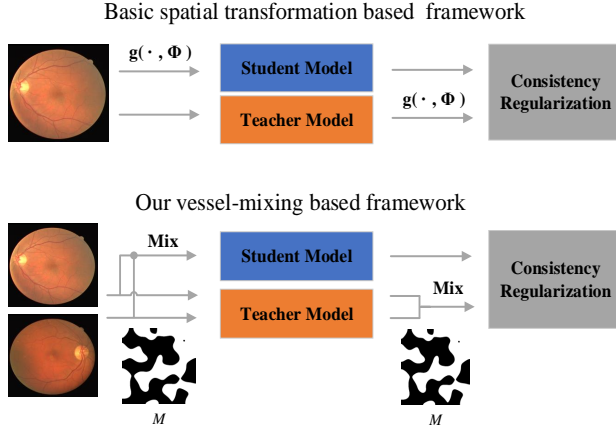 Basic spatial transformation based framework
g( · , Φ)
Student Model
Teacher Model
g( · , Φ)
Consistency
Regularization
Our vessel-mixing based framework
Mix
Student Model
Teacher Model
Mix
Consistency
Regularization
M
M